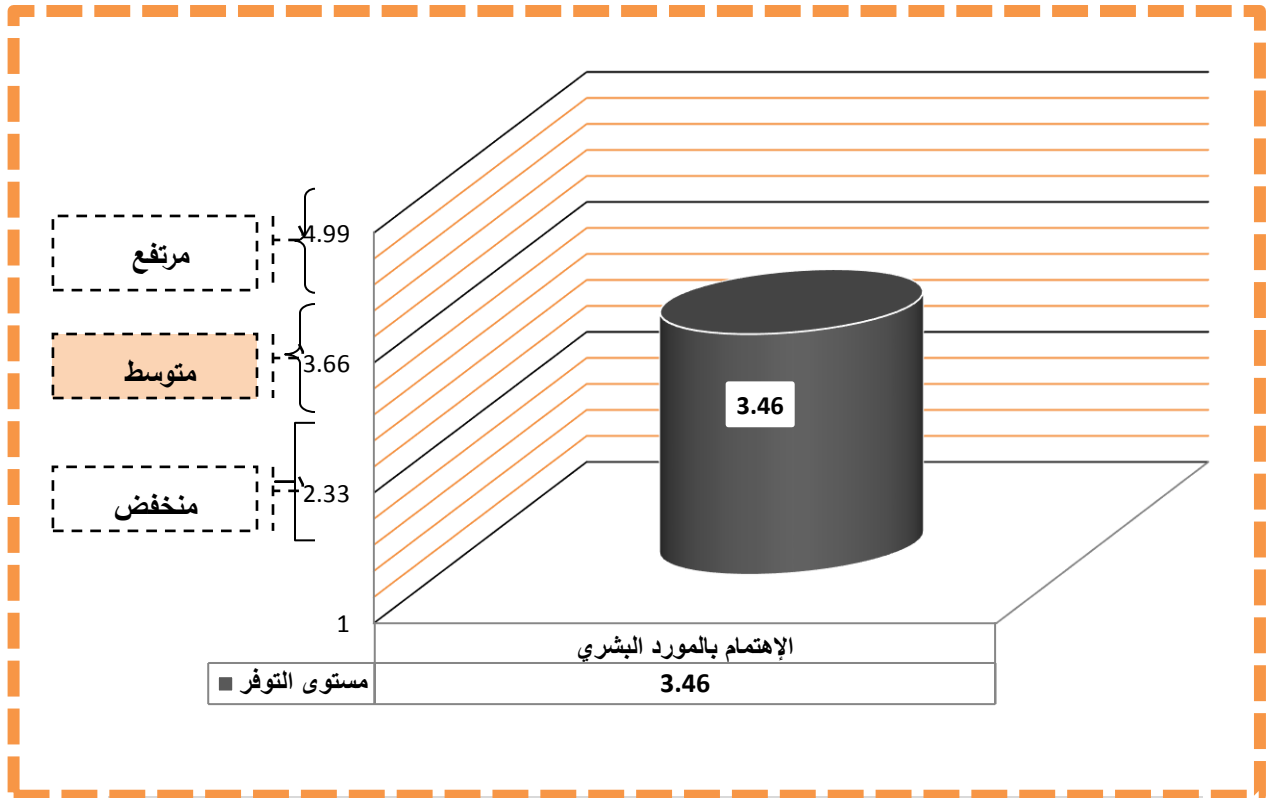 4.99
مرتفع
3.66
متوسط
2.33
منخفض
1
3.46
الإهتمام بالمورد البشري
مستوى التوفر 3.46